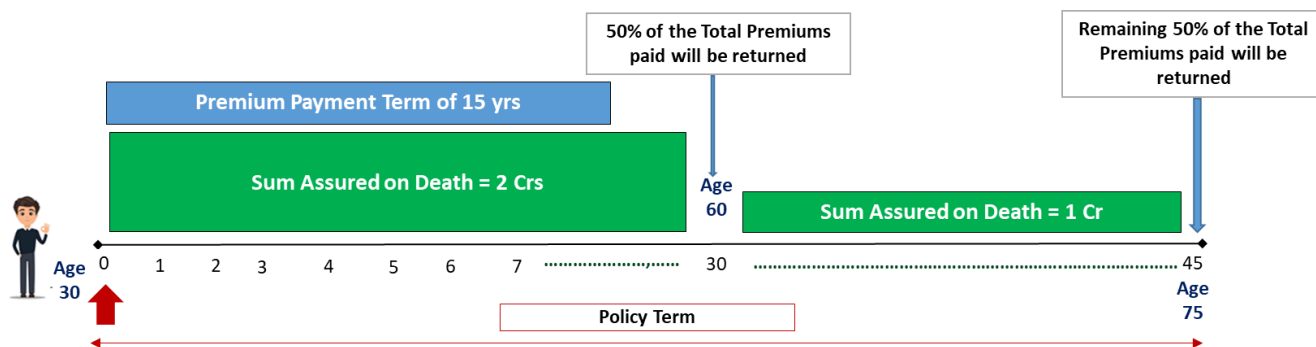 50% of the Total Premiums
paid will be returned
Remaining 50% of the Total
Premiums paid will be
returned
Premium Payment Term of 15 yrs
Sum Assured on Death = 2 Crs
Age
60
Sum Assured on Death = 1 Cr
Age
30
0 1 2 3 4 5 6 7 30 45
Age
75
Policy Term